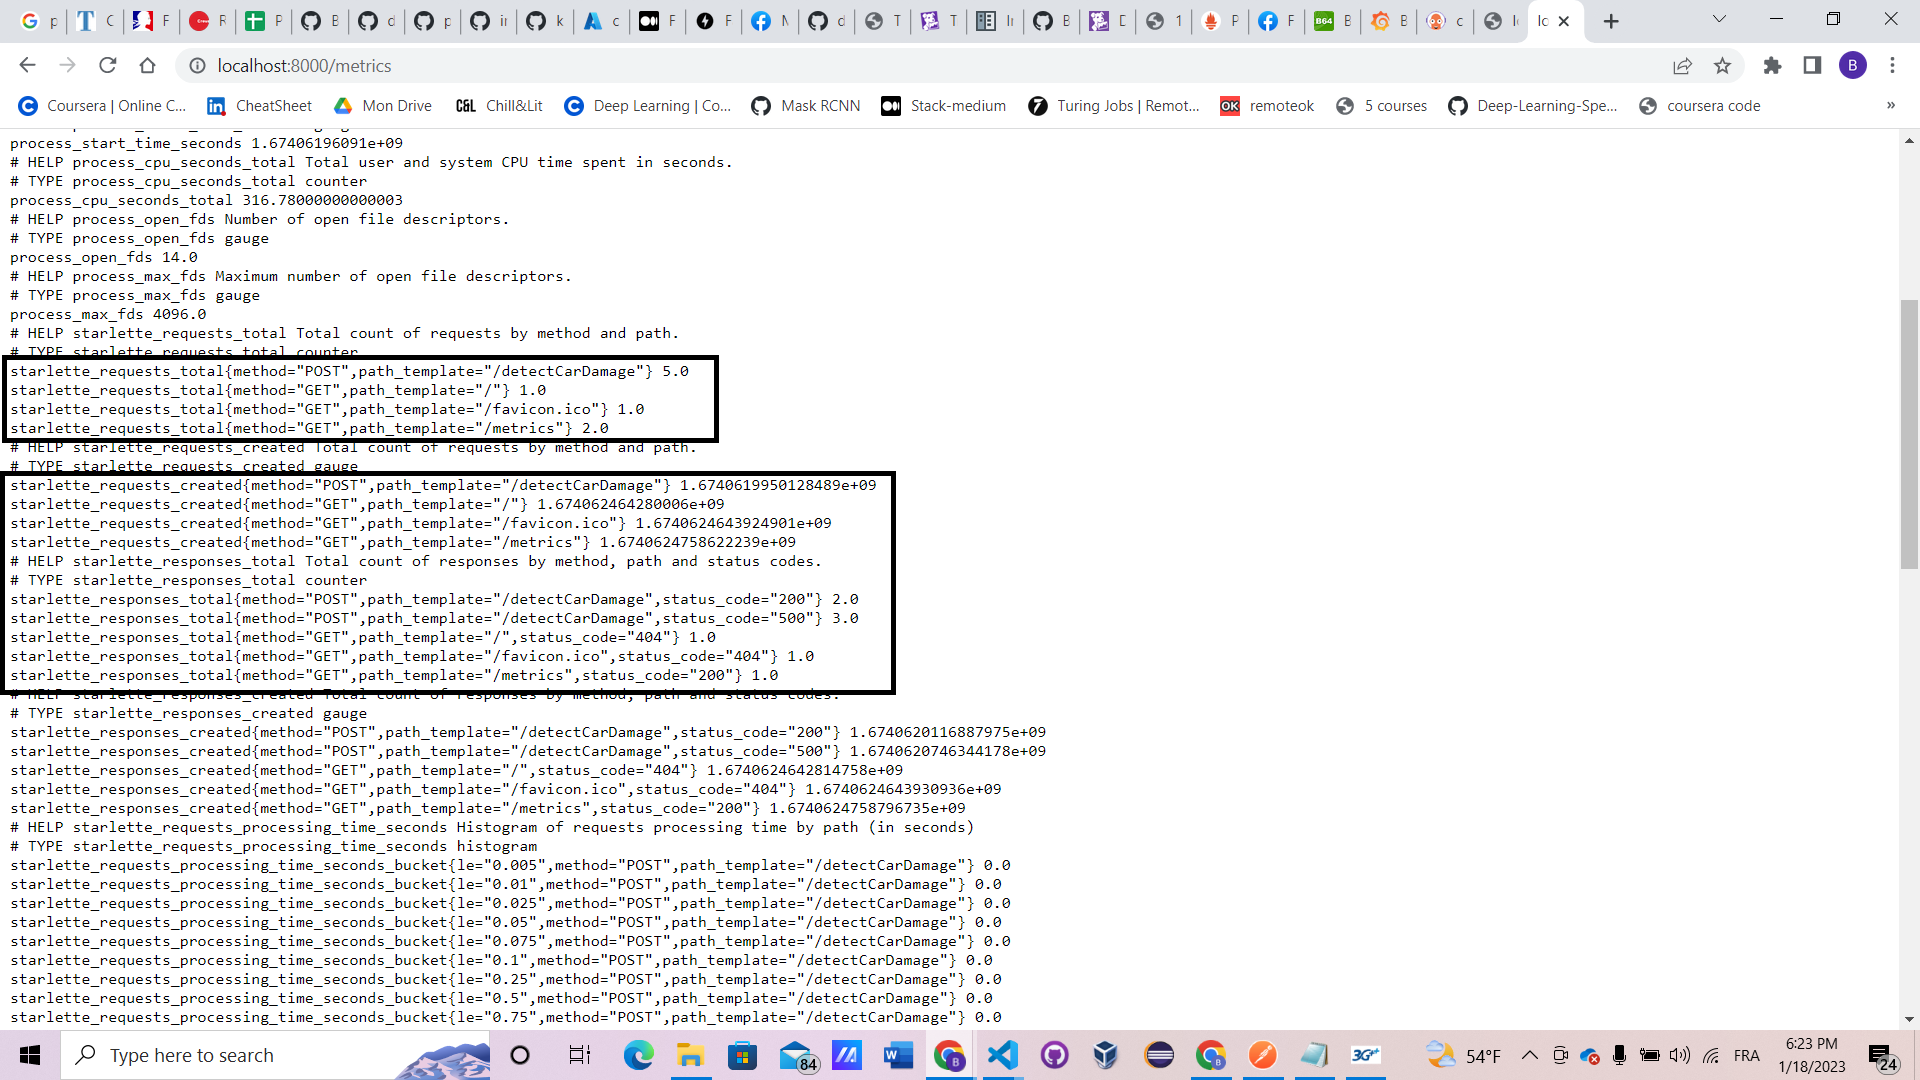 localhost:8000/metrics
B
Coursera | Online C...
CheatSheet
Mon Drive
C&L Chill&Lit
Deep Learning | Co...
Mask RCNN
Stack-medium
Turing Jobs | Remot...
OK remoteok
5 courses
Deep-Learning-Spe...
coursera code
»
process_start_time_seconds 1.67406196091e+09
# HELP process_cpu_seconds_total Total user and system CPU time spent in seconds.
# TYPE process_cpu_seconds_total counter
process_cpu_seconds_total 316.78000000000003
# HELP process_open_fds Number of open file descriptors.
# TYPE process_open_fds gauge
process_open_fds 14.0
# HELP process_max_fds Maximum number of open file descriptors.
# TYPE process_max_fds gauge
process_max_fds 4096.0
# HELP starlette_requests_total Total count of requests by method and path.
# TYPE starlette_requests_total counter
starlette_requests_total{method="POST",path_template="/detectCarDamage"} 5.0
starlette_requests_total{method="GET",path_template="/"} 1.0
starlette_requests_total{method="GET",path_template="/favicon.ico"} 1.0
starlette_requests_total{method="GET",path_template="/metrics"} 2.0
# HELP starlette_requests_created Total count of requests by method and path.
# TYPE starlette_requests_created gauge
starlette_requests_created{method="POST",path_template="/detectCarDamage"} 1.6740619950128489e+09
starlette_requests_created{method="GET",path_template="/"} 1.674062464280006e+09
starlette_requests_created{method="GET",path_template="/favicon.ico"} 1.6740624643924901e+09
starlette_requests_created{method="GET",path_template="/metrics"} 1.6740624758622239e+09
# HELP starlette_responses_total Total count of responses by method, path and status codes.
# TYPE starlette_responses_total counter
starlette_responses_total{method="POST",path_template="/detectCarDamage",status_code="200"} 2.0
starlette_responses_total{method="POST",path_template="/detectCarDamage",status_code="500"} 3.0
starlette_responses_total{method="GET",path_template="/",status_code="404"} 1.0
starlette_responses_total{method="GET",path_template="/favicon.ico",status_code="404"} 1.0
starlette_responses_total{method="GET",path_template="/metrics",status_code="200"} 1.0
# HELP starlette_responses_created Total count of responses by method, path and status codes.
# TYPE starlette_responses_created gauge
starlette_responses_created{method="POST",path_template="/detectCarDamage",status_code="200"} 1.6740620116887975e+09
starlette_responses_created{method="POST",path_template="/detectCarDamage",status_code="500"} 1.6740620746344178e+09
starlette_responses_created{method="GET",path_template="/",status_code="404"} 1.6740624642814758e+09
starlette_responses_created{method="GET",path_template="/favicon.ico",status_code="404"} 1.6740624643930936e+09
starlette_responses_created{method="GET",path_template="/metrics",status_code="200"} 1.6740624758796735e+09
# HELP starlette_requests_processing_time_seconds Histogram of requests processing time by path (in seconds)
# TYPE starlette_requests_processing_time_seconds histogram
starlette_requests_processing_time_seconds_bucket{le="0.005",method="POST",path_template="/detectCarDamage"} 0.0
starlette_requests_processing_time_seconds_bucket{le="0.01",method="POST",path_template="/detectCarDamage"} 0.0
starlette_requests_processing_time_seconds_bucket{le="0.025",method="POST",path_template="/detectCarDamage"} 0.0
starlette_requests_processing_time_seconds_bucket{le="0.05",method="POST",path_template="/detectCarDamage"} 0.0
starlette_requests_processing_time_seconds_bucket{le="0.075",method="POST",path_template="/detectCarDamage"} 0.0
starlette_requests_processing_time_seconds_bucket{le="0.1",method="POST",path_template="/detectCarDamage"} 0.0
starlette_requests_processing_time_seconds_bucket{le="0.25",method="POST",path_template="/detectCarDamage"} 0.0
starlette_requests_processing_time_seconds_bucket{le="0.5",method="POST",path_template="/detectCarDamage"} 0.0
starlette_requests_processing_time_seconds_bucket{le="0.75",method="POST",path_template="/detectCarDamage"} 0.0
Type here to search
84
54°F
FRA
6:23 PM
1/18/2023
24